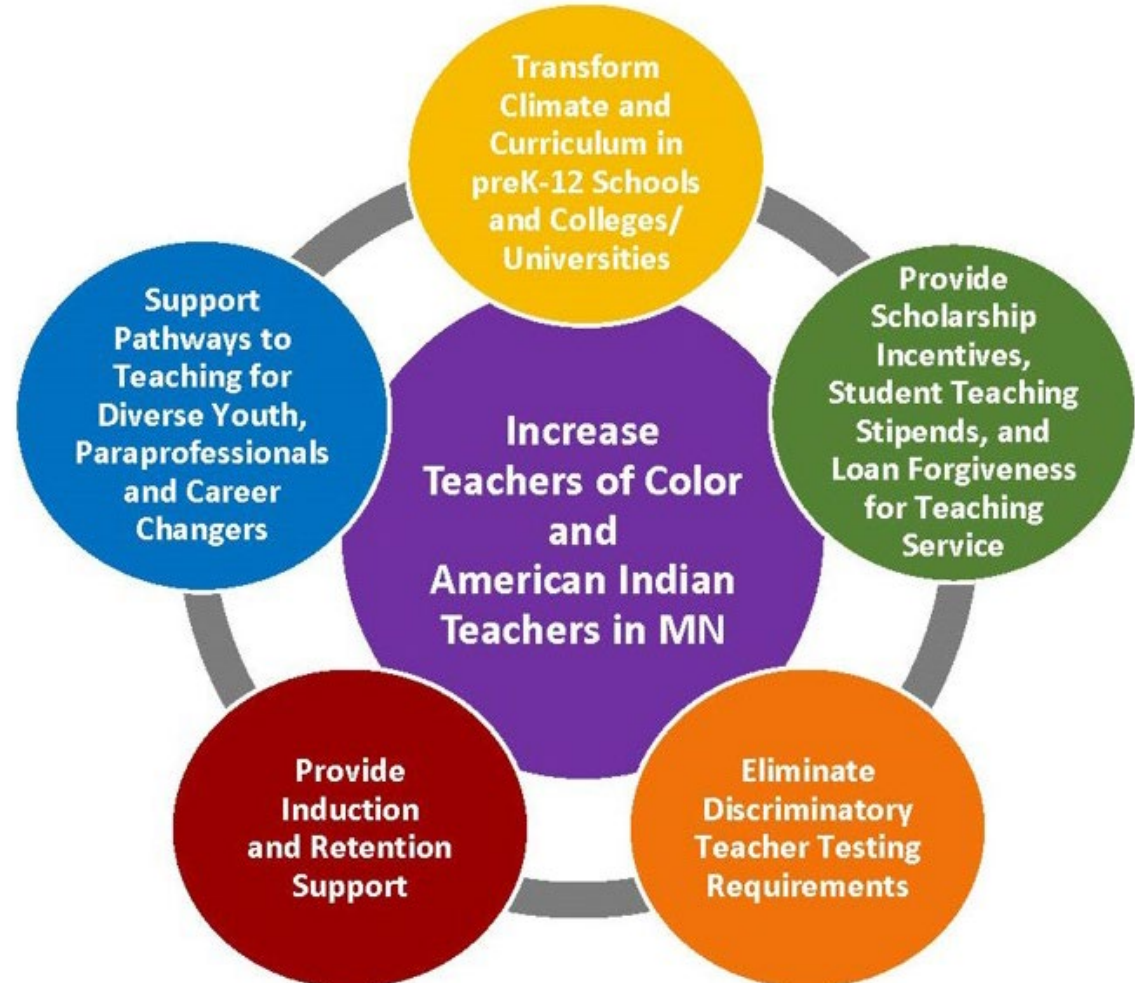 Transform
Climate and
Curriculum in
preK-12 Schools
and Colleges/
Universities
Provide
Scholarship
Incentives,
Student Teaching
Stipends, and
Loan Forgiveness
for Teaching
Service
Eliminate
Discriminatory
Teacher Testing
Requirements
Provide
Induction
and Retention
Support
Support
Pathways to
Teaching for
Diverse Youth,
Paraprofessionals
and Career
Changers
Increase
Teachers of Color
and
American Indian
Teachers in MN